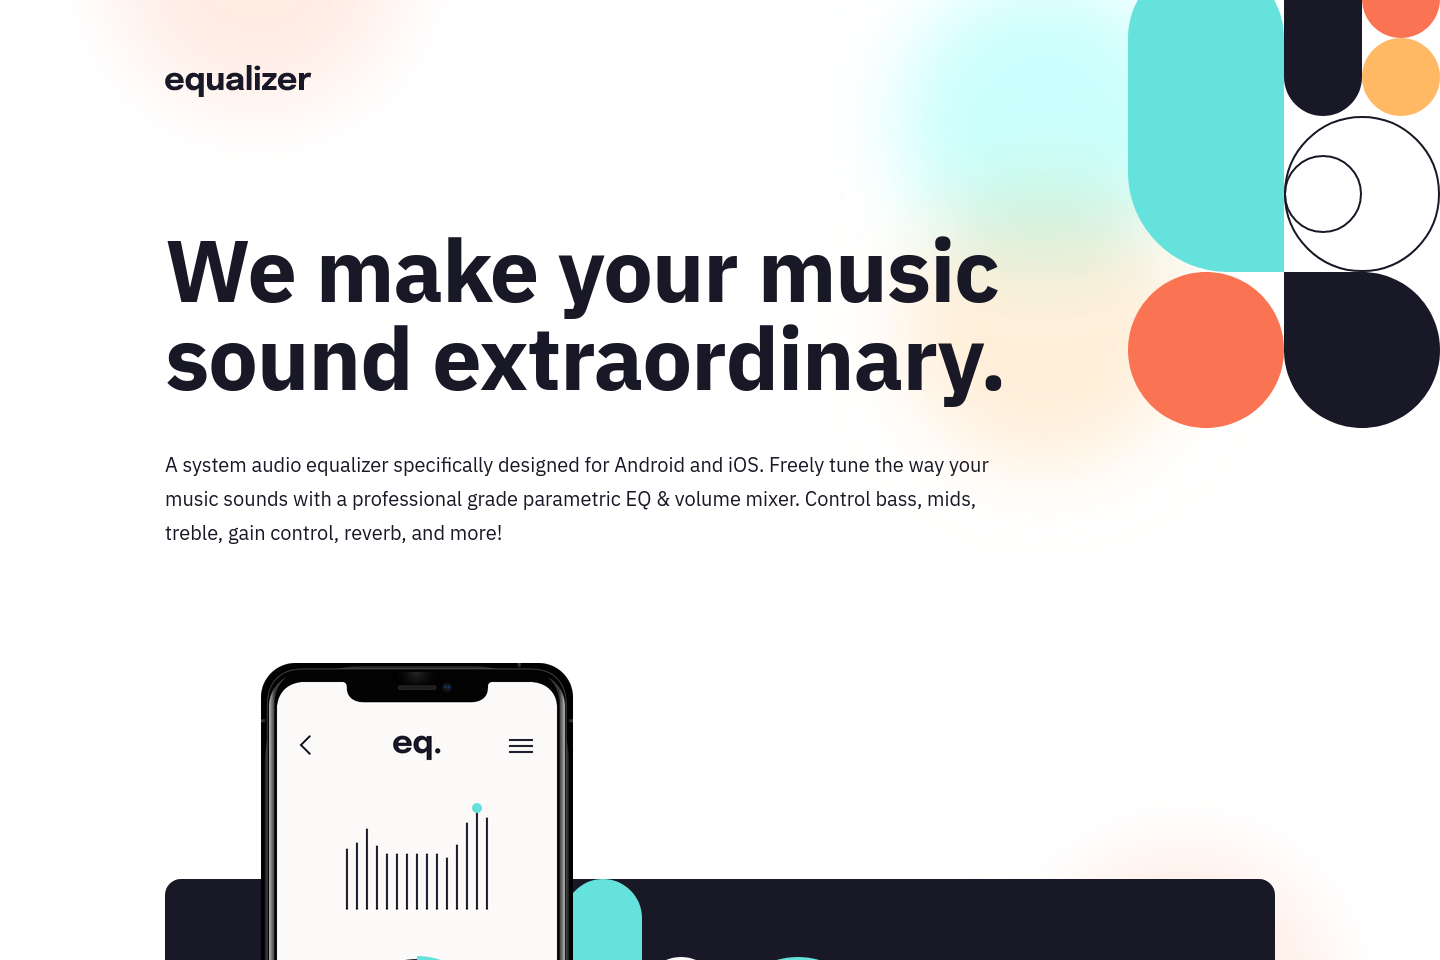 equalizer
We make your music
sound extraordinary.
A system audio equalizer specifically designed for Android and iOS. Freely tune the way your
music sounds with a professional grade parametric EQ & volume mixer. Control bass, mids,
treble, gain control, reverb, and more!
eq.